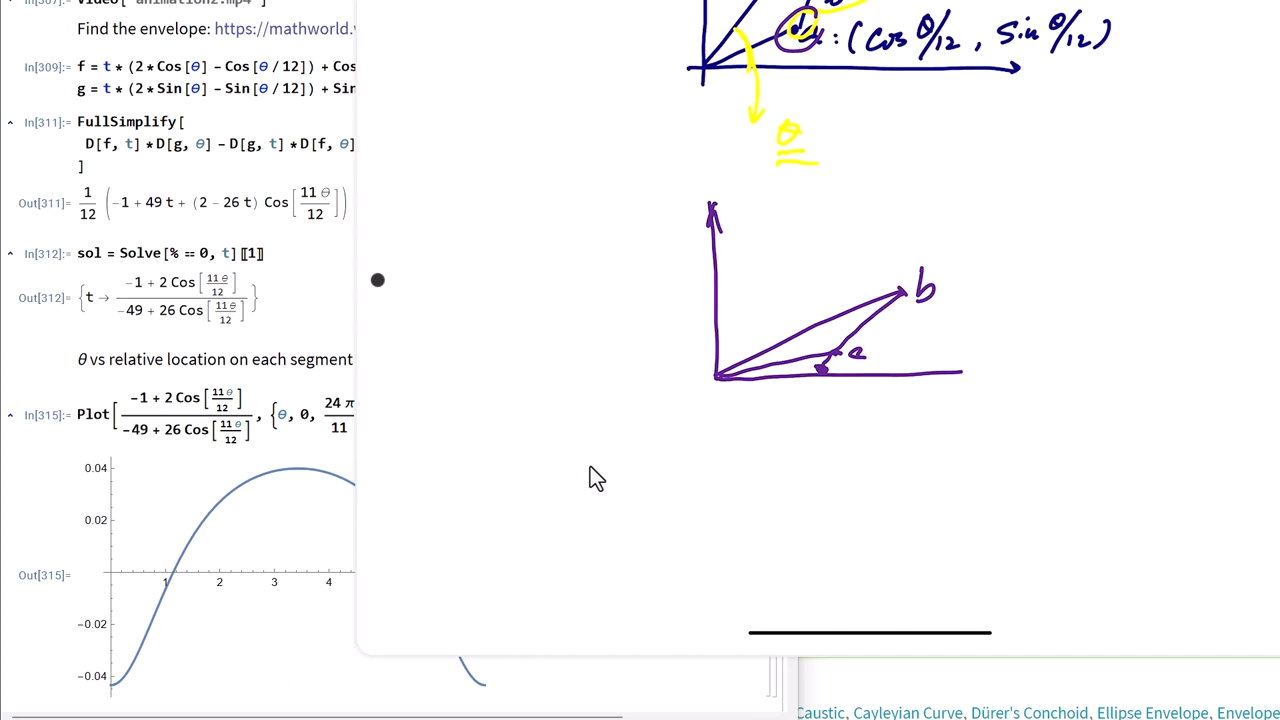 Find the envelope: https://mathworld.
In[309]:= f = t * (2 * Cos[θ] - Cos[θ / 12]) + Cos
g = t * (2 * Sin[θ] - Sin[θ / 12]) + Sin
In[311]:= FullSimplify[
D[f, t] * D[g, θ] - D[g, t] * D[f, θ]
]
Out[311]= 1/12 (-1 + 49 t + (2 - 26 t) Cos[11 θ/12])
In[312]:= sol = Solve[% == 0, t][[1]]
Out[312]= {t → (-1 + 2 Cos[11 θ/12])/(-49 + 26 Cos[11 θ/12])}
θ vs relative location on each segment
In[315]:= Plot[(-1 + 2 Cos[11 θ/12])/(-49 + 26 Cos[11 θ/12]), {θ, 0, 24 π/11
0.04
0.02
1 2 3 4
-0.02
-0.04
Out[315]=
: (Cos θ/12 , Sin θ/12)
θ
b
a
Caustic, Cayleyian Curve, Dürer's Conchoid, Ellipse Envelope, Envelope